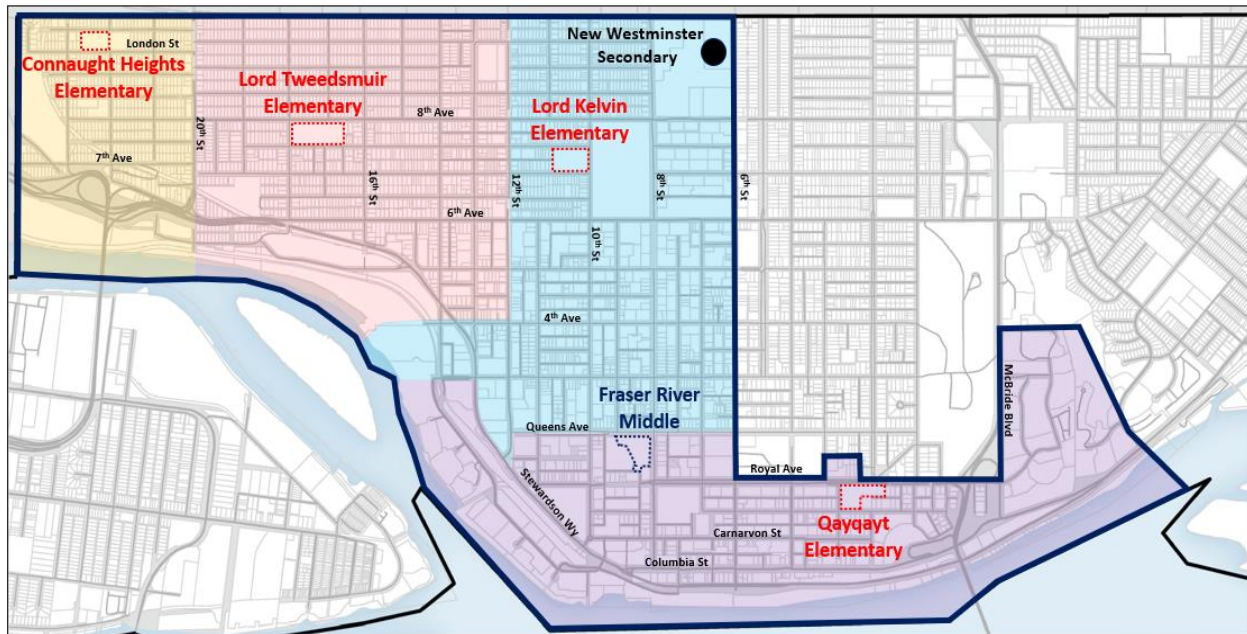 London St
Connaught Heights
Elementary
Lord Tweedsmuir
Elementary
New Westminster
Secondary
Lord Kelvin
Elementary
8th Ave
20th St
7th Ave
16th St
12th St
8th St
6th St
6th Ave
10th St
4th Ave
Fraser River
Middle
McBride Blvd
Queens Ave
Royal Ave
Stewardson Wy
Carnarvon St
Qayqayt
Elementary
Columbia St